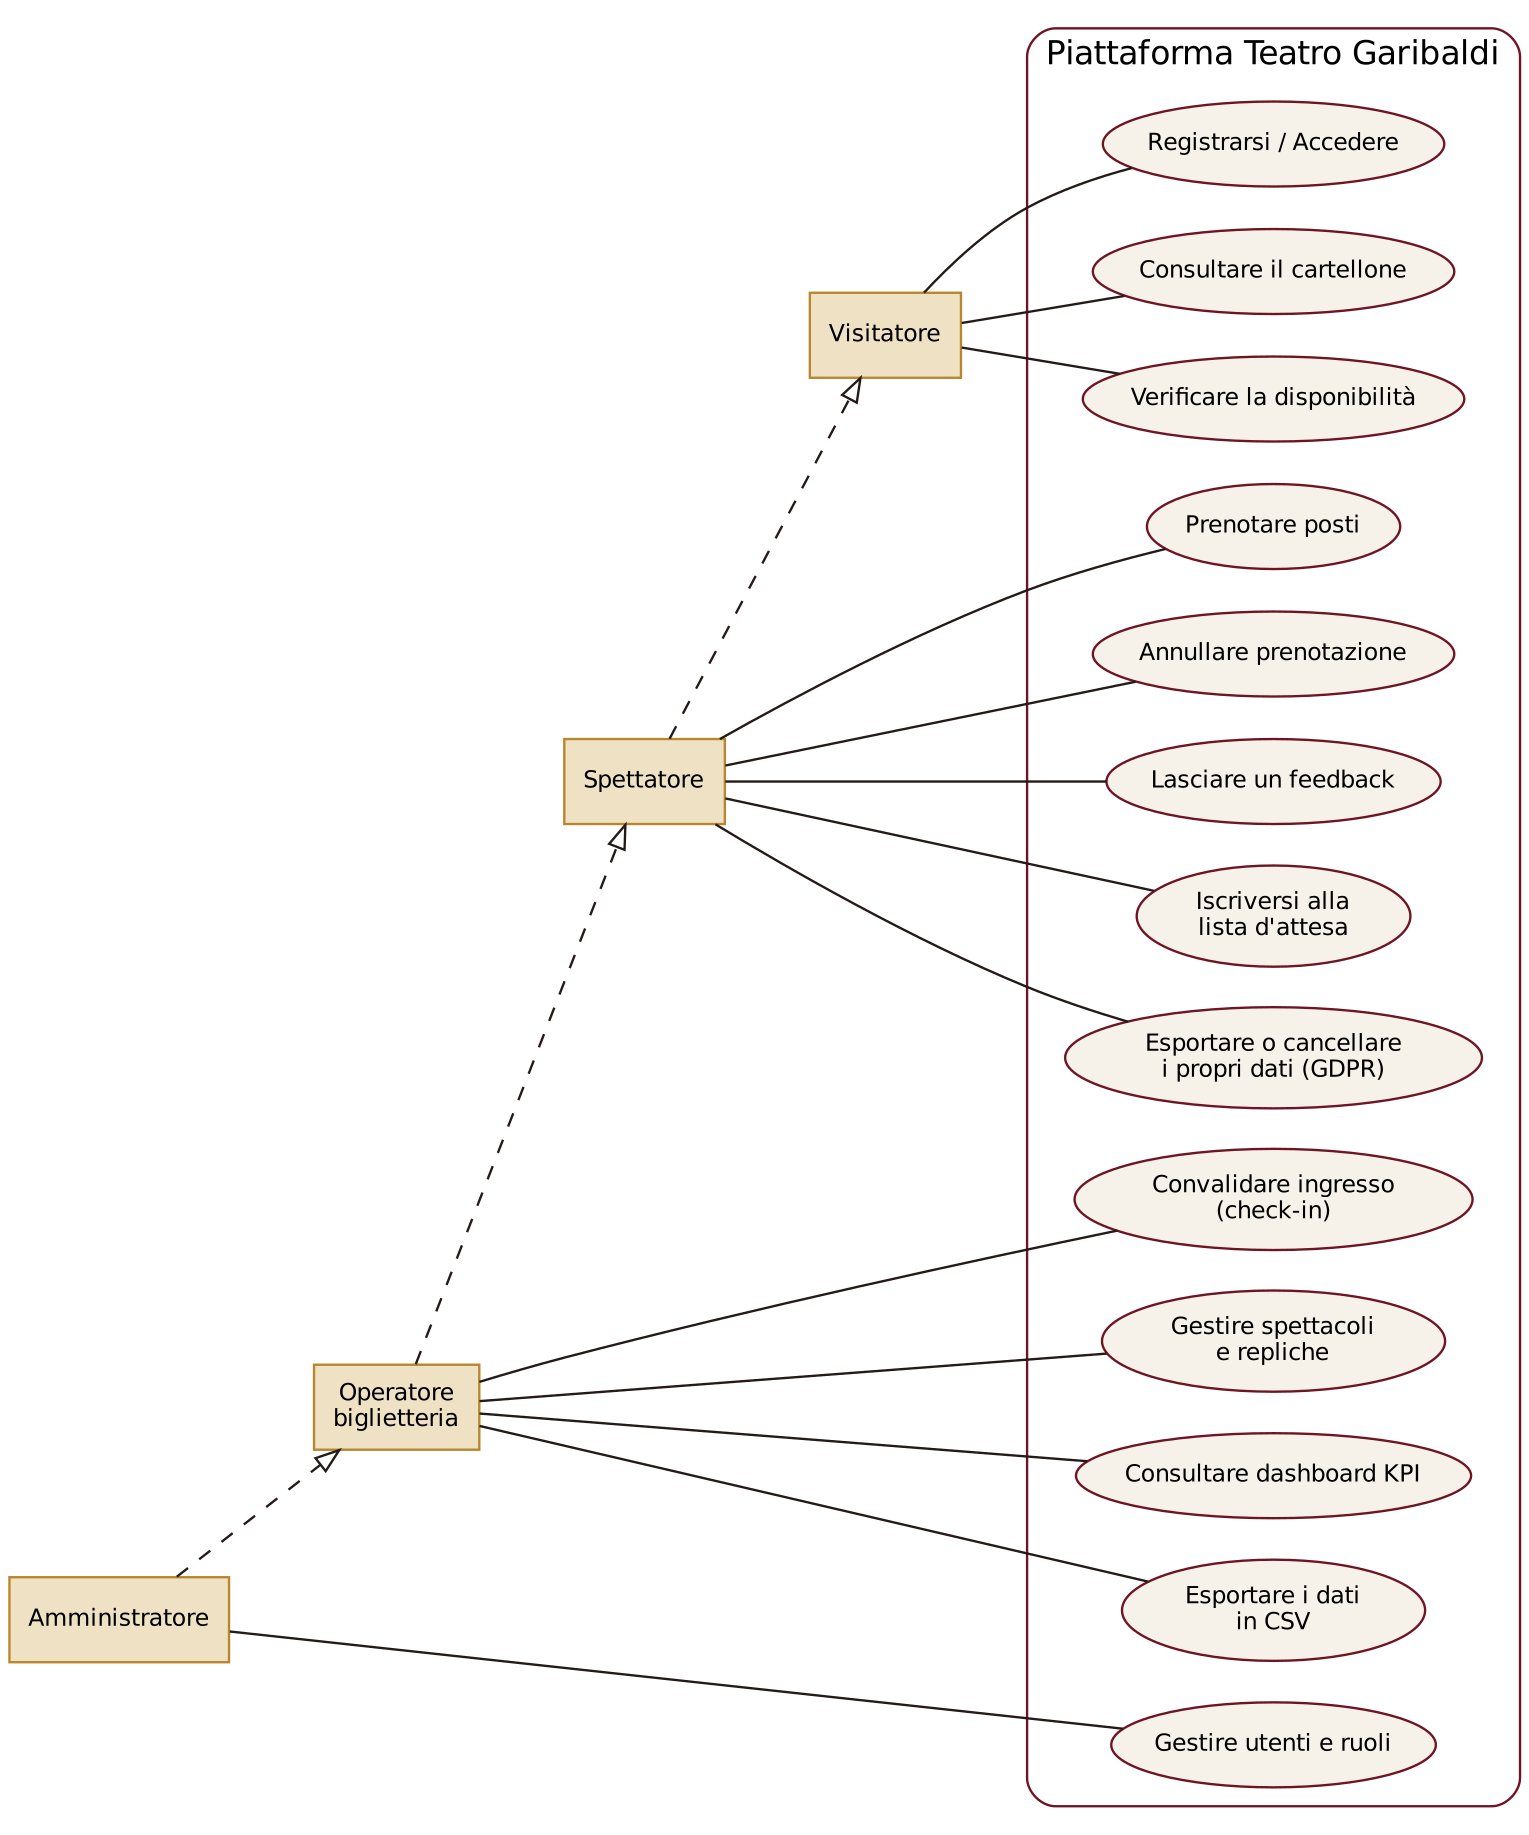 Piattaforma Teatro Garibaldi
Registrarsi / Accedere
Consultare il cartellone
Visitatore
Verificare la disponibilità
Prenotare posti
Annullare prenotazione
Spettatore
Lasciare un feedback
Iscriversi alla
lista d'attesa
Esportare o cancellare
i propri dati (GDPR)
Convalidare ingresso
(check-in)
Gestire spettacoli
e repliche
Operatore
biglietteria
Consultare dashboard KPI
Esportare i dati
in CSV
Amministratore
Gestire utenti e ruoli